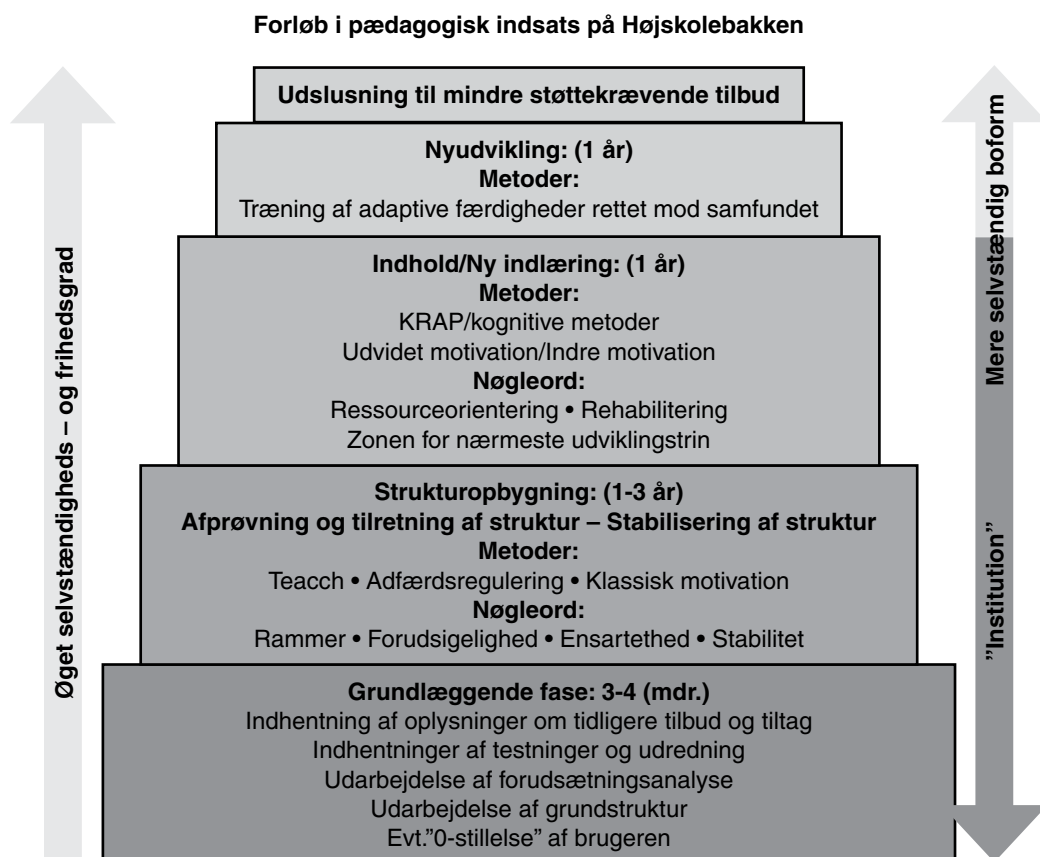 Forløb i pædagogisk indsats på Højskolebakken
Udslusning til mindre støttekrævende tilbud
Nyudvikling: (1 år)
Metoder:
Træning af adaptive færdigheder rettet mod samfundet
Indhold/Ny indlæring: (1 år)
Metoder:
KRAP/kognitive metoder
Udvidet motivation/Indre motivation
Nøgleord:
Ressourceorientering • Rehabilitering
Zonen for nærmeste udviklingstrin
Strukturopbygning: (1-3 år)
Afprøvning og tilretning af struktur – Stabilisering af struktur
Metoder:
Teacch • Adfærdsregulering • Klassisk motivation
Nøgleord:
Rammer • Forudsigelighed • Ensartethed • Stabilitet
Grundlæggende fase: 3-4 (mdr.)
Indhentning af oplysninger om tidligere tilbud og tiltag
Indhentninger af testninger og udredning
Udarbejdelse af forudsætningsanalyse
Udarbejdelse af grundstruktur
Evt.”0-stillelse” af brugeren
Øget selvstændigheds – og frihedsgrad
Mere selvstændig boform
”Institution”